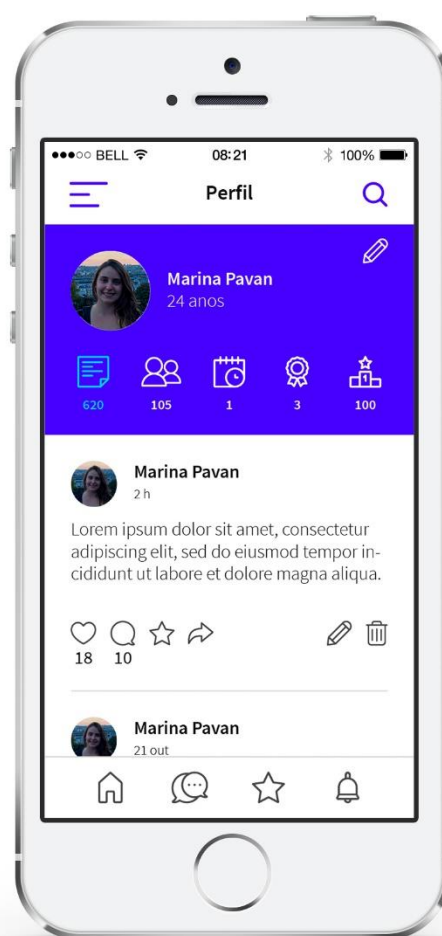 BELL 08:21 100%
Perfil
Marina Pavan
24 anos
620 105 1 3 100
1
Marina Pavan
2 h
Lorem ipsum dolor sit amet, consectetur
adipiscing elit, sed do eiusmod tempor in-
cididunt ut labore et dolore magna aliqua.
18 10
Marina Pavan
21 out